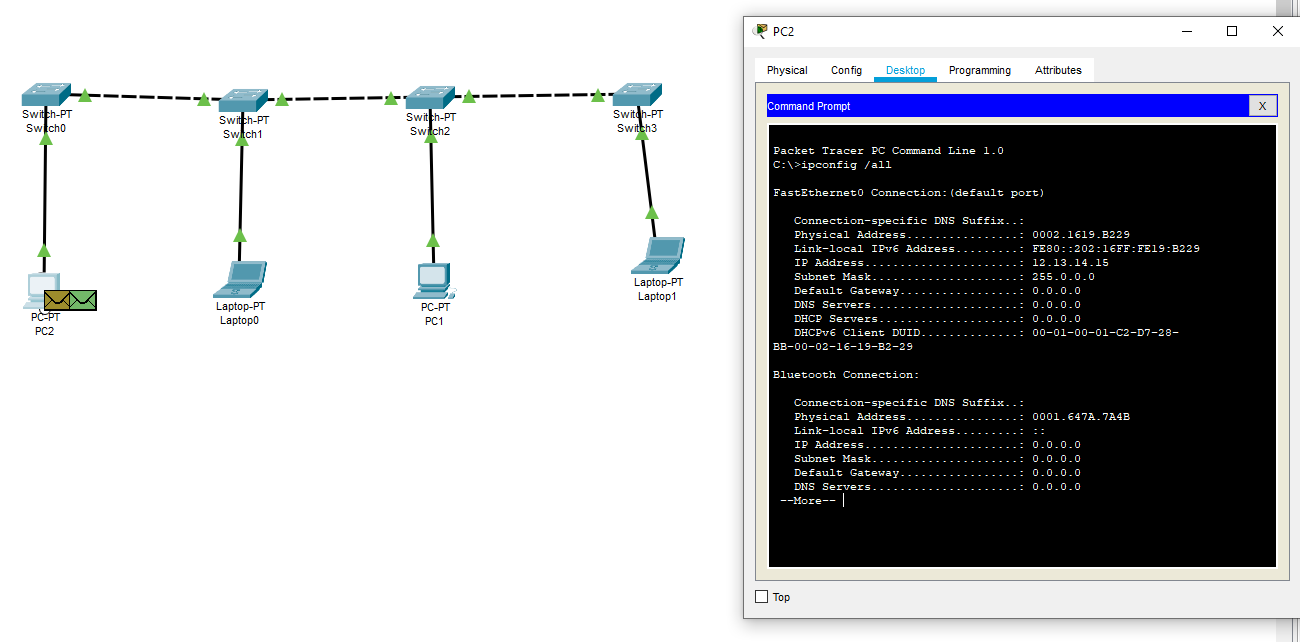 Switch-PT
Switch0
Switch-PT
Switch1
Switch-PT
Switch2
Switch-PT
Switch3
PC-PT
PC2
Laptop-PT
Laptop0
PC-PT
PC1
Laptop-PT
Laptop1
PC2
Physical Config Desktop Programming Attributes
Command Prompt X
Packet Tracer PC Command Line 1.0
C:\>ipconfig /all
FastEthernet0 Connection:(default port)
Connection-specific DNS Suffix..:
Physical Address................: 0002.1619.B229
Link-local IPv6 Address.........: FE80::202:16FF:FE19:B229
IP Address......................: 12.13.14.15
Subnet Mask.....................: 255.0.0.0
Default Gateway.................: 0.0.0.0
DNS Servers.....................: 0.0.0.0
DHCP Servers....................: 0.0.0.0
DHCPv6 Client DUID..............: 00-01-00-01-C2-D7-28-
BB-00-02-16-19-B2-29
Bluetooth Connection:
Connection-specific DNS Suffix..:
Physical Address................: 0001.647A.7A4B
Link-local IPv6 Address.........: ::
IP Address......................: 0.0.0.0
Subnet Mask.....................: 0.0.0.0
Default Gateway.................: 0.0.0.0
DNS Servers.....................: 0.0.0.0
--More--
Top